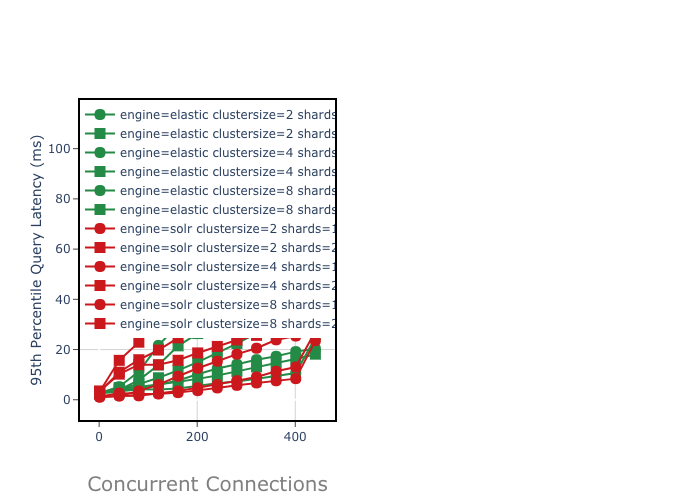 engine=elastic clustersize=2 shards
engine=elastic clustersize=2 shards
engine=elastic clustersize=4 shards
engine=elastic clustersize=4 shards
engine=elastic clustersize=8 shards
engine=elastic clustersize=8 shards
engine=solr clustersize=2 shards=1
engine=solr clustersize=2 shards=2
engine=solr clustersize=4 shards=1
engine=solr clustersize=4 shards=2
engine=solr clustersize=8 shards=1
engine=solr clustersize=8 shards=2
95th Percentile Query Latency (ms)
100
80
60
40
20
0
0 200 400
Concurrent Connections